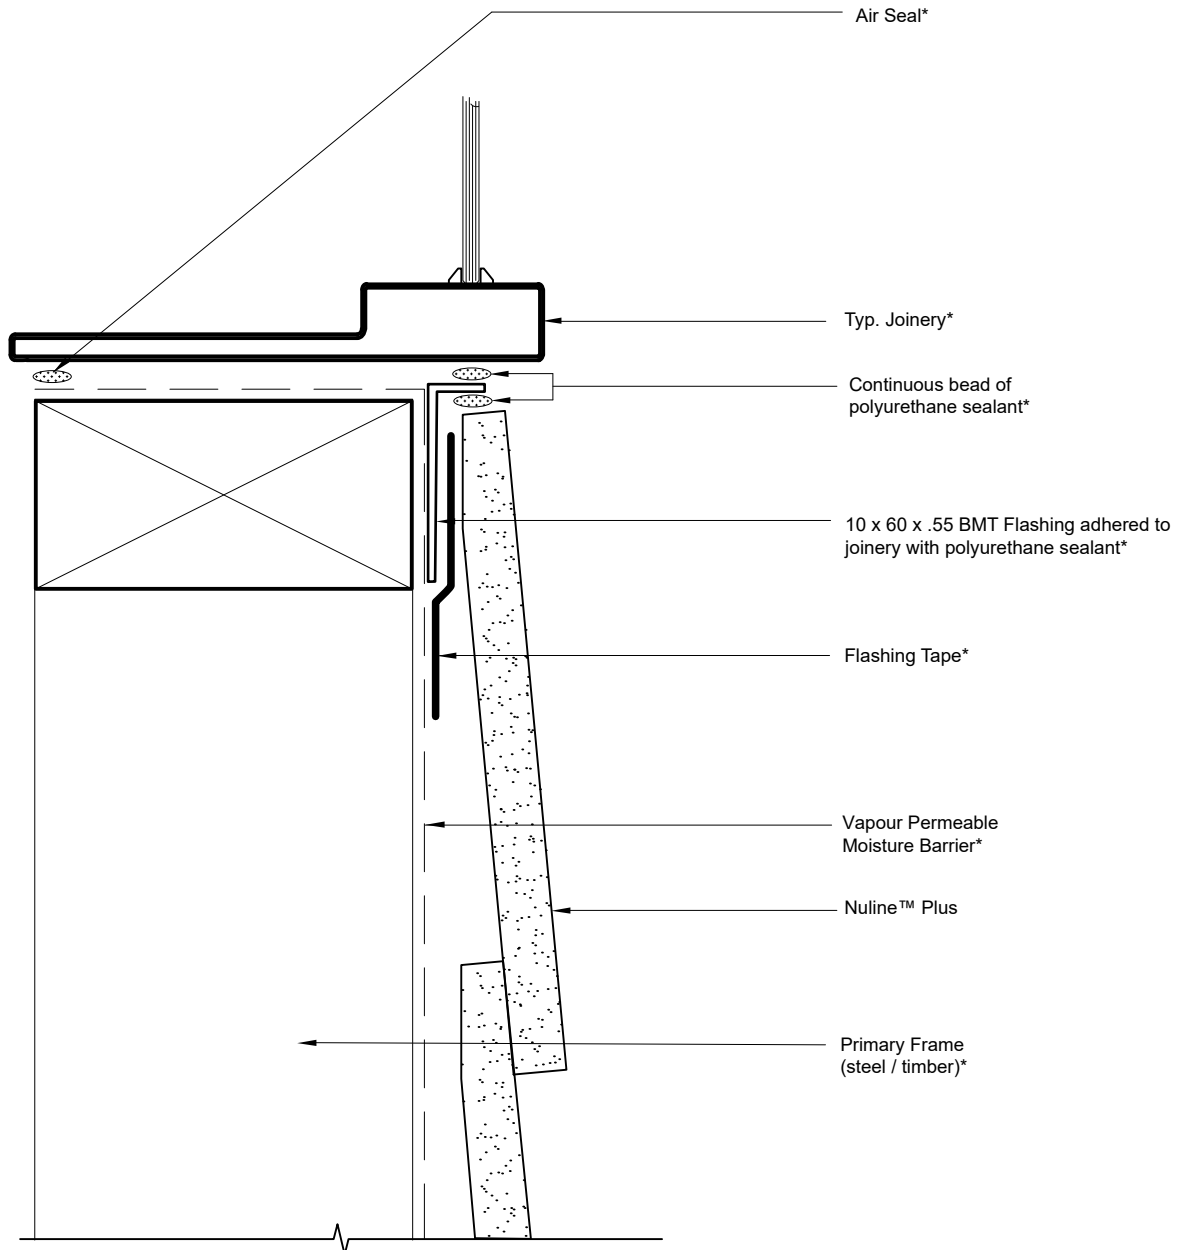 Air Seal*
Typ. Joinery*
Continuous bead of
polyurethane sealant*
10 x 60 x .55 BMT Flashing adhered to
joinery with polyurethane sealant*
Flashing Tape*
Vapour Permeable
Moisture Barrier*
Nuline™ Plus
Primary Frame
(steel / timber)*